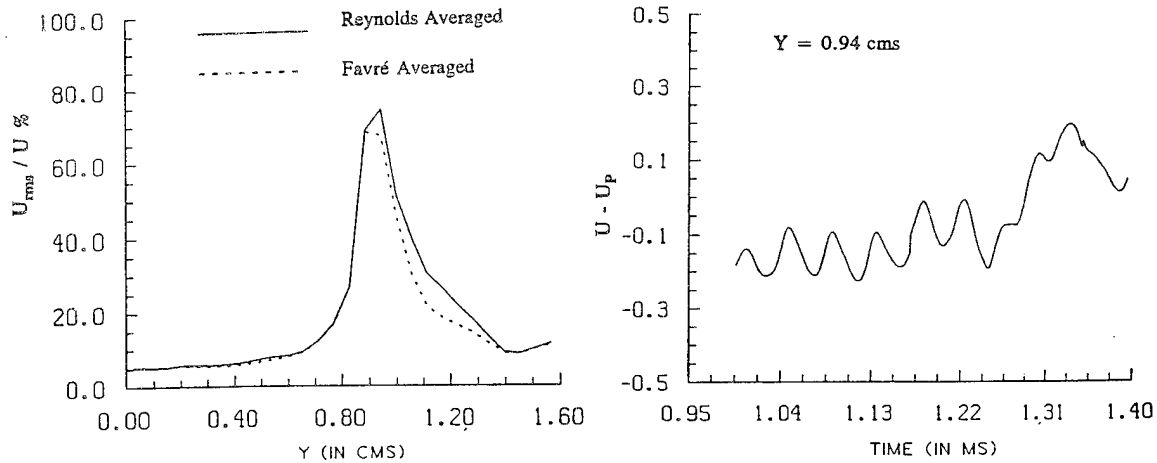 100.0
80.0
60.0
40.0
20.0
0.0
U_rms / U %
Reynolds Averaged
Favré Averaged
0.00 0.40 0.80 1.20 1.60
Y (IN CMS)
0.5
0.3
0.1
-0.1
-0.3
-0.5
U - U_P
Y = 0.94 cms
0.95 1.04 1.13 1.22 1.31 1.40
TIME (IN MS)